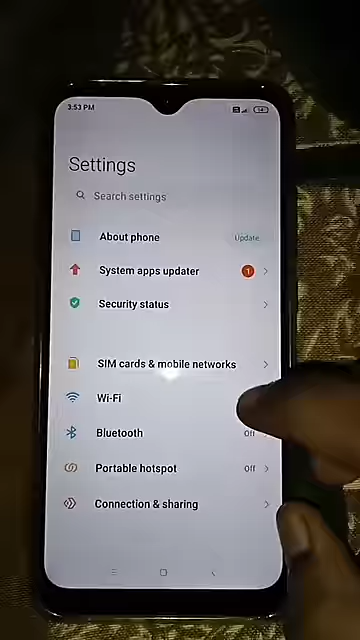 3:53 PM
Settings
Search settings
About phone Update
System apps updater 1
Security status
SIM cards & mobile networks
Wi-Fi
Bluetooth Off
Portable hotspot Off
Connection & sharing